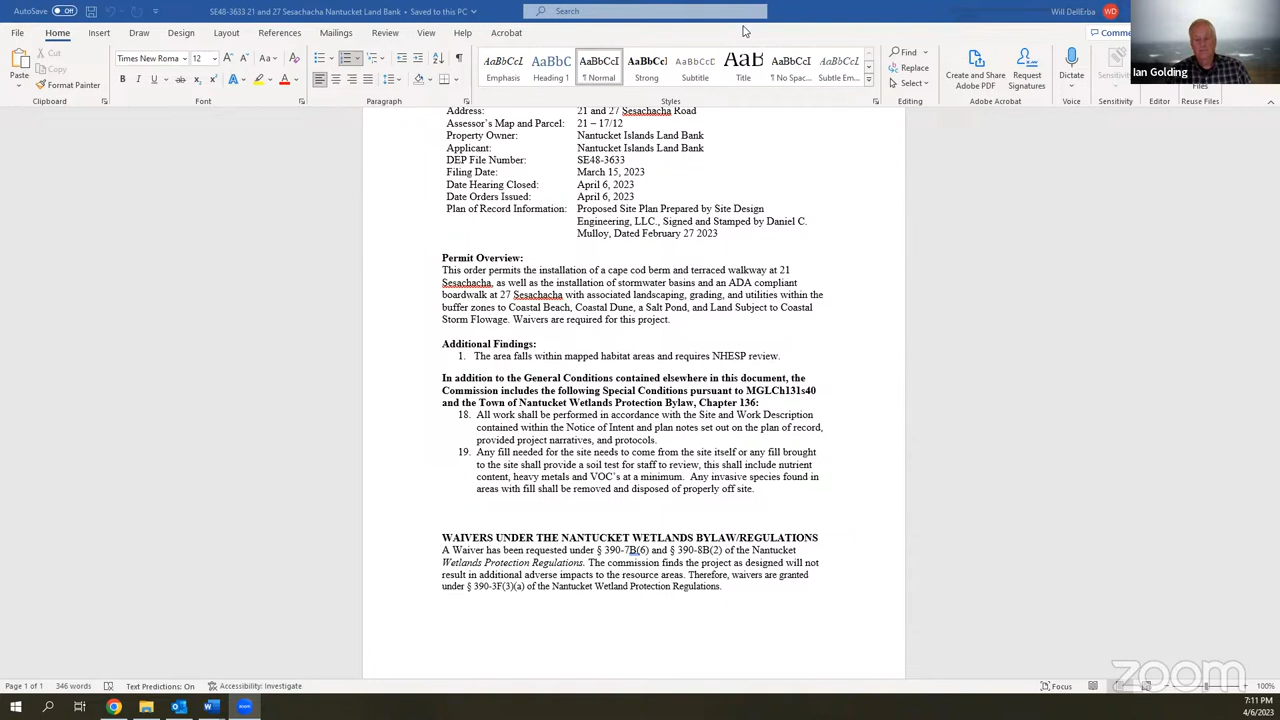 AutoSave Off SE48-3633 21 and 27 Sesachacha Nantucket Land Bank • Saved to this PC Search Will DellErba WD
File Home Insert Draw Design Layout References Mailings Review View Help Acrobat Comme
Paste Cut Copy Format Painter Clipboard
Times New Roma 12 Font
Paragraph
AaBbCcI Emphasis AaBbC Heading 1 AaBbCcI ¶ Normal AaBbCcI Strong AaBbCcD Subtitle AaB Title AaBbCcI ¶ No Spac... AaBbCcL Subtle Em... Styles
Find Replace Select Editing
Create and Share Adobe PDF Request Signatures Adobe Acrobat
Dictate Voice Sensitivity Sensitivity Editor Reuse Files
Ian Golding
Address: 21 and 27 Sesachacha Road
Assessor's Map and Parcel: 21 – 17/12
Property Owner: Nantucket Islands Land Bank
Applicant: Nantucket Islands Land Bank
DEP File Number: SE48-3633
Filing Date: March 15, 2023
Date Hearing Closed: April 6, 2023
Date Orders Issued: April 6, 2023
Plan of Record Information: Proposed Site Plan Prepared by Site Design
Engineering, LLC., Signed and Stamped by Daniel C.
Mulloy, Dated February 27 2023
Permit Overview:
This order permits the installation of a cape cod berm and terraced walkway at 21
Sesachacha, as well as the installation of stormwater basins and an ADA compliant
boardwalk at 27 Sesachacha with associated landscaping, grading, and utilities within the
buffer zones to Coastal Beach, Coastal Dune, a Salt Pond, and Land Subject to Coastal
Storm Flowage. Waivers are required for this project.
Additional Findings:
1. The area falls within mapped habitat areas and requires NHESP review.
In addition to the General Conditions contained elsewhere in this document, the
Commission includes the following Special Conditions pursuant to MGLCh131s40
and the Town of Nantucket Wetlands Protection Bylaw, Chapter 136:
18. All work shall be performed in accordance with the Site and Work Description
contained within the Notice of Intent and plan notes set out on the plan of record,
provided project narratives, and protocols.
19. Any fill needed for the site needs to come from the site itself or any fill brought
to the site shall provide a soil test for staff to review, this shall include nutrient
content, heavy metals and VOC's at a minimum. Any invasive species found in
areas with fill shall be removed and disposed of properly off site.
WAIVERS UNDER THE NANTUCKET WETLANDS BYLAW/REGULATIONS
A Waiver has been requested under § 390-7B(6) and § 390-8B(2) of the Nantucket
Wetlands Protection Regulations. The commission finds the project as designed will not
result in additional adverse impacts to the resource areas. Therefore, waivers are granted
under § 390-3F(3)(a) of the Nantucket Wetland Protection Regulations.
zoom
Page 1 of 1 346 words Text Predictions: On Accessibility: Investigate Focus 100%
7:11 PM
4/6/2023